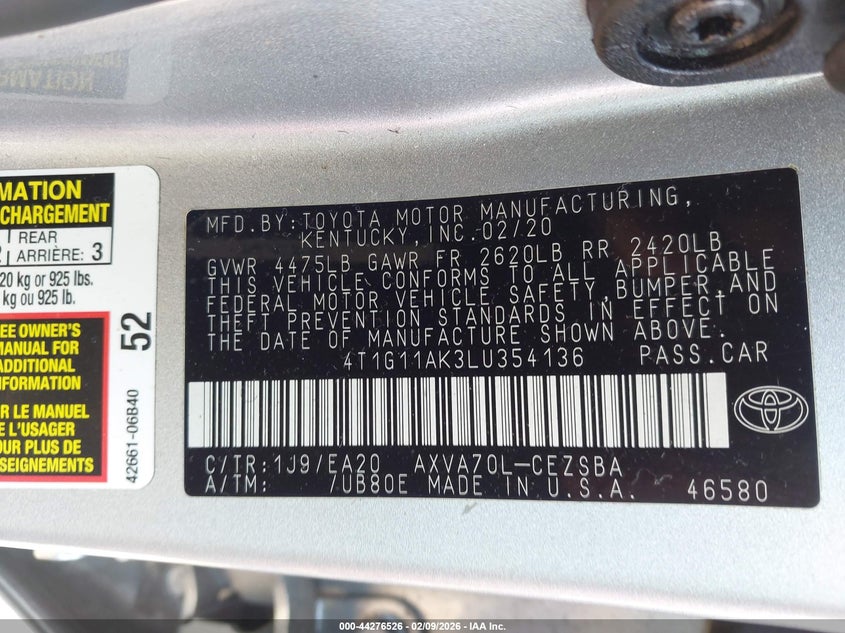 MATION
CHARGEMENT
REAR
ARRIÈRE: 3
20 kg or 925 lbs.
kg ou 925 lb.
EE OWNER'S
MANUAL FOR
ADDITIONAL
INFORMATION
R LE MANUEL
E L'USAGER
OUR PLUS DE
SEIGNEMENTS
52
42661-06B40
MFD.BY:TOYOTA MOTOR MANUFACTURING,
KENTUCKY,INC.02/20
GVWR 4475LB GAWR FR 2620LB RR 2420LB
THIS VEHICLE CONFORMS TO ALL APPLICABLE
FEDERAL MOTOR VEHICLE SAFETY,BUMPER,AND
THEFT PREVENTION STANDARDS IN EFFECT ON
THE DATE OF MANUFACTURE SHOWN ABOVE.
4T1G11AK3LU354136 PASS.CAR
C/TR:1J9/EA20 AXVA70L-CEZSBA
A/TM: 7UB80E MADE IN U.S.A. 46580
000-44276526 | 02/09/2026 | IAA Inc.